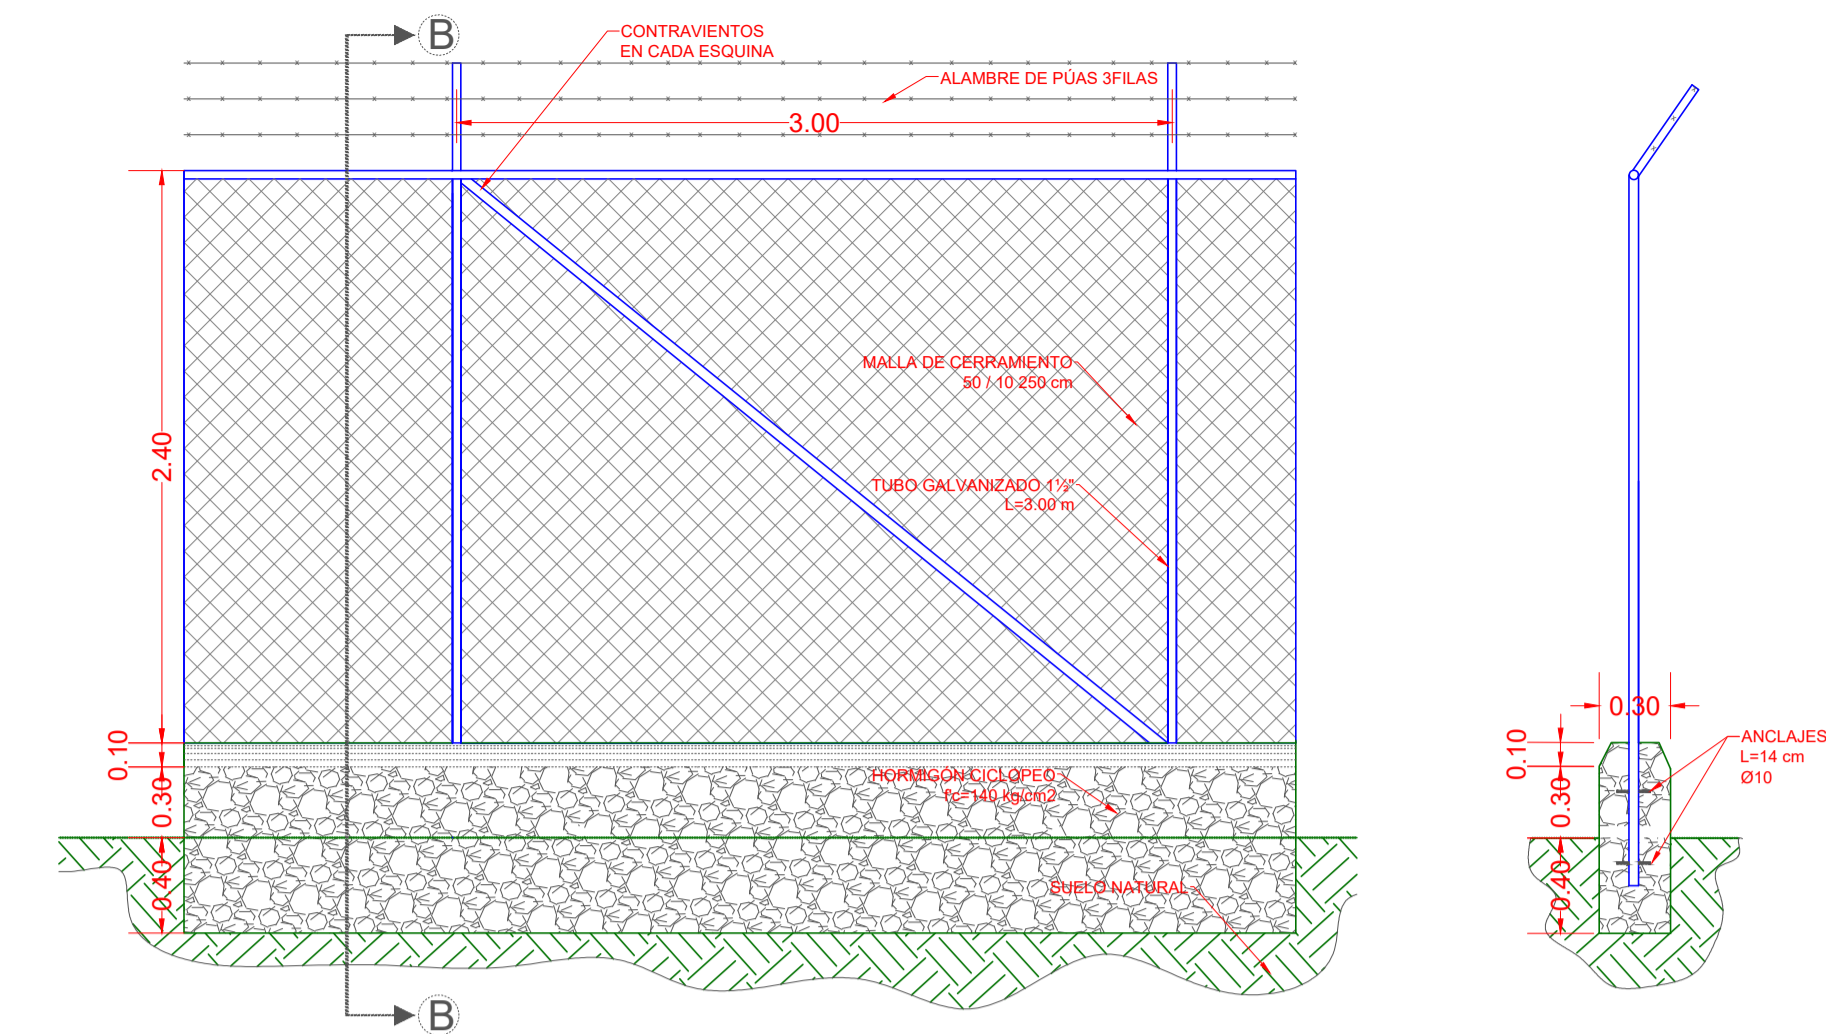 B
CONTRAVIENTOS
EN CADA ESQUINA
ALAMBRE DE PÚAS 3FILAS
3.00
MALLA DE CERRAMIENTO
50 / 10 250 cm
2.40
TUBO GALVANIZADO 1½"
L=3.00 m
0.10
0.30
HORMIGÓN CICLOPEO
f'c=140 kg/cm2
0.40
SUELO NATURAL
B
0.30
0.10
ANCLAJES
L=14 cm
Ø10
0.30
0.40